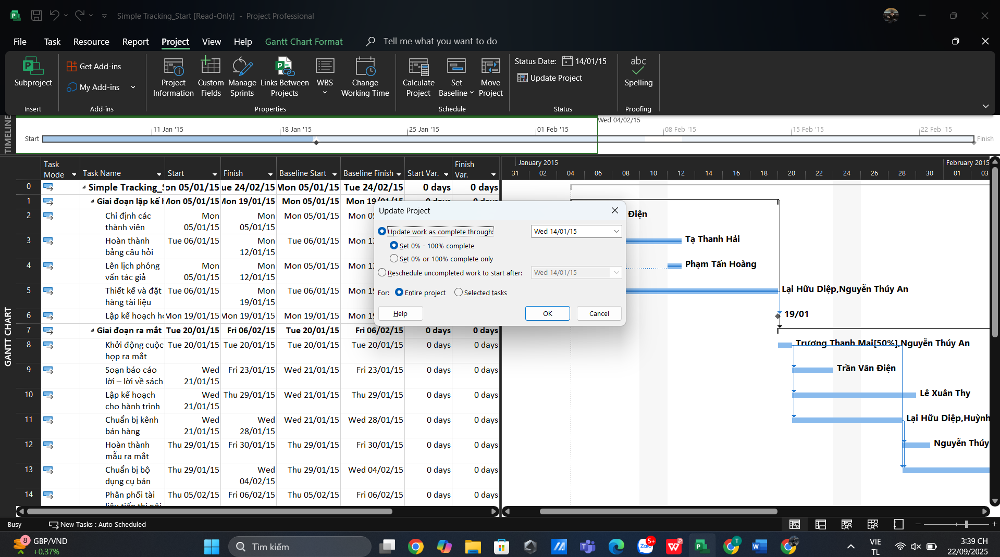 Simple Tracking_Start [Read-Only] - Project Professional
File Task Resource Report Project View Help Gantt Chart Format Tell me what you want to do
Subproject
Insert
Get Add-ins
My Add-ins
Add-ins
Project Information
Custom Fields
Manage Sprints
Links Between Projects
WBS
Change Working Time
Properties
Calculate Project
Set Baseline
Move Project
Schedule
Status Date: 14/01/15
Update Project
Status
abc
Spelling
Proofing
TIMELINE
Wed 04/02/15
11 Jan '15 18 Jan '15 25 Jan '15 01 Feb '15 08 Feb '15 15 Feb '15 22 Feb '15
Start
Finish
GANTT CHART
Task Mode Task Name Start Finish Baseline Start Baseline Finish Start Var. Finish Var.
January 2015 February 2015
31 02 04 06 08 10 12 14 16 18 20 22 24 26 28 30 01 03
0 Simple Tracking_ on 05/01/15 ue 24/02/15 Mon 05/01/15 Tue 24/02/15 0 days 0 days
1 Giai đoạn lập kế Mon 05/01/15 Mon 19/01/15 Mon 05/01/15 Mon 19/01/15 0 days 0 days
2 Chỉ định các thành viên Mon 05/01/15 Mon 05/01/15 Mon 05/01/15 Mon 05
3 Hoàn thành bảng câu hỏi Tue 06/01/15 Mon 12/01/15 Tue 06/01/15 Mon 12
4 Lên lịch phỏng vấn tác giả Mon 05/01/15 Mon 12/01/15 Mon 05/01/15 Mon 12
5 Thiết kế và đặt hàng tài liệu Tue 06/01/15 Mon 19/01/15 Tue 06/01/15 Mon 19
6 Lập kế hoạch Mon 19/01/15 Mon 19/01/15 Mon 19/01/15 Mon 19
7 Giai đoạn ra mắt Tue 20/01/15 Fri 06/02/15 Tue 20/01/15 Fri 06/02/15 0 days 0 days
8 Khởi động cuộc họp ra mắt Tue 20/01/15 Tue 20/01/15 Tue 20/01/15 Tue 20/01/15 0 days 0 days
9 Soạn báo cáo lời – lời về sách Wed 21/01/15 Fri 23/01/15 Wed 21/01/15 Fri 23/01/15 0 days 0 days
10 Lập kế hoạch cho hành trình Wed 21/01/15 Thu 29/01/15 Wed 21/01/15 Thu 29/01/15 0 days 0 days
11 Chuẩn bị kênh bán hàng Wed 21/01/15 Wed 28/01/15 Wed 21/01/15 Wed 28/01/15 0 days 0 days
12 Hoàn thành mẫu ra mắt Thu 29/01/15 Fri 30/01/15 Thu 29/01/15 Fri 30/01/15 0 days 0 days
13 Chuẩn bị bộ dụng cụ bán Thu 29/01/15 Wed 04/02/15 Thu 29/01/15 Wed 04/02/15 0 days 0 days
14 Phân phối tài Thu 05/02/15 Fri 06/02/15 Thu 05/02/15 Fri 06/02/15 0 days 0 days
Điện
Tạ Thanh Hải
Phạm Tấn Hoàng
Lại Hữu Diệp,Nguyễn Thúy An
19/01
Trương Thanh Mai[50%],Nguyễn Thúy An
Trần Văn Điện
Lê Xuân Thy
Lại Hữu Diệp,Huỳnh
Nguyễn Thúy
Update Project
Update work as complete through: Wed 14/01/15
Set 0% - 100% complete
Set 0% or 100% complete only
Reschedule uncompleted work to start after: Wed 14/01/15
For: Entire project Selected tasks
Help OK Cancel
Busy New Tasks : Auto Scheduled
8
GBP/VND
+0,37%
Tìm kiếm
Zalo 5+
VIE
TL
3:39 CH
22/09/2025